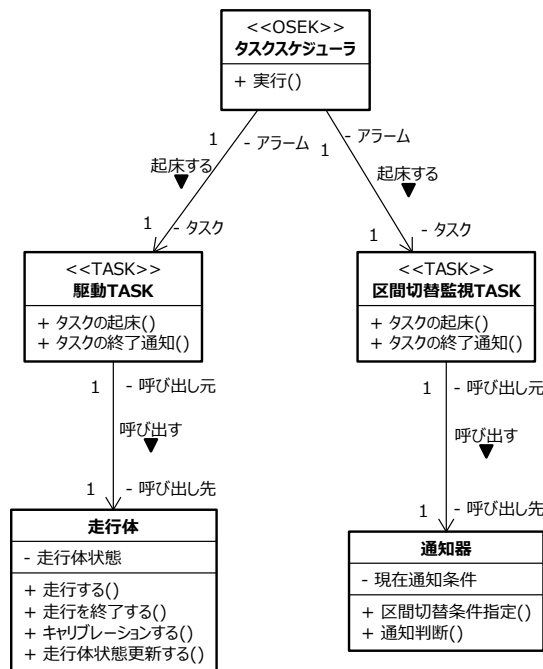 <<OSEK>>
タスクスケジューラ
+ 実行()
1
- アラーム
1
- アラーム
起床する
▼
起床する
▼
1
- タスク
1
- タスク
<<TASK>>
駆動TASK
+ タスクの起床()
+ タスクの終了通知()
<<TASK>>
区間切替監視TASK
+ タスクの起床()
+ タスクの終了通知()
1
- 呼び出し元
呼び出す
▼
1
- 呼び出し先
1
- 呼び出し元
呼び出す
▼
1
- 呼び出し先
走行体
- 走行体状態
+ 走行する()
+ 走行を終了する()
+ キャリブレーションする()
+ 走行体状態更新する()
通知器
- 現在通知条件
+ 区間切替条件指定()
+ 通知判断()